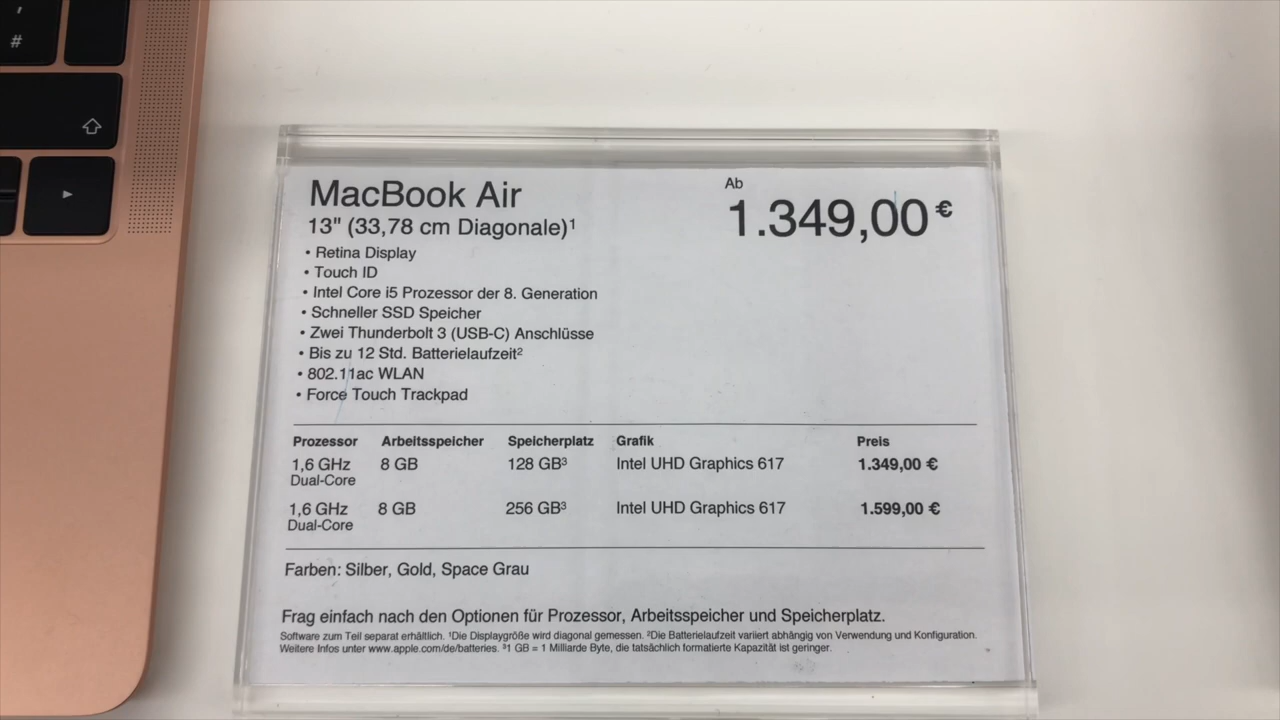 #
MacBook Air
13" (33,78 cm Diagonale)¹
Ab
1.349,00 €
• Retina Display
• Touch ID
• Intel Core i5 Prozessor der 8. Generation
• Schneller SSD Speicher
• Zwei Thunderbolt 3 (USB-C) Anschlüsse
• Bis zu 12 Std. Batterielaufzeit²
• 802.11ac WLAN
• Force Touch Trackpad
Prozessor Arbeitsspeicher Speicherplatz Grafik Preis
1,6 GHz 8 GB 128 GB³ Intel UHD Graphics 617 1.349,00 €
Dual-Core
1,6 GHz 8 GB 256 GB³ Intel UHD Graphics 617 1.599,00 €
Dual-Core
Farben: Silber, Gold, Space Grau
Frag einfach nach den Optionen für Prozessor, Arbeitsspeicher und Speicherplatz.
Software zum Teil separat erhältlich. ¹Die Displaygröße wird diagonal gemessen. ²Die Batterielaufzeit variiert abhängig von Verwendung und Konfiguration.
Weitere Infos unter www.apple.com/de/batteries. ³1 GB = 1 Milliarde Byte, die tatsächlich formatierte Kapazität ist geringer.